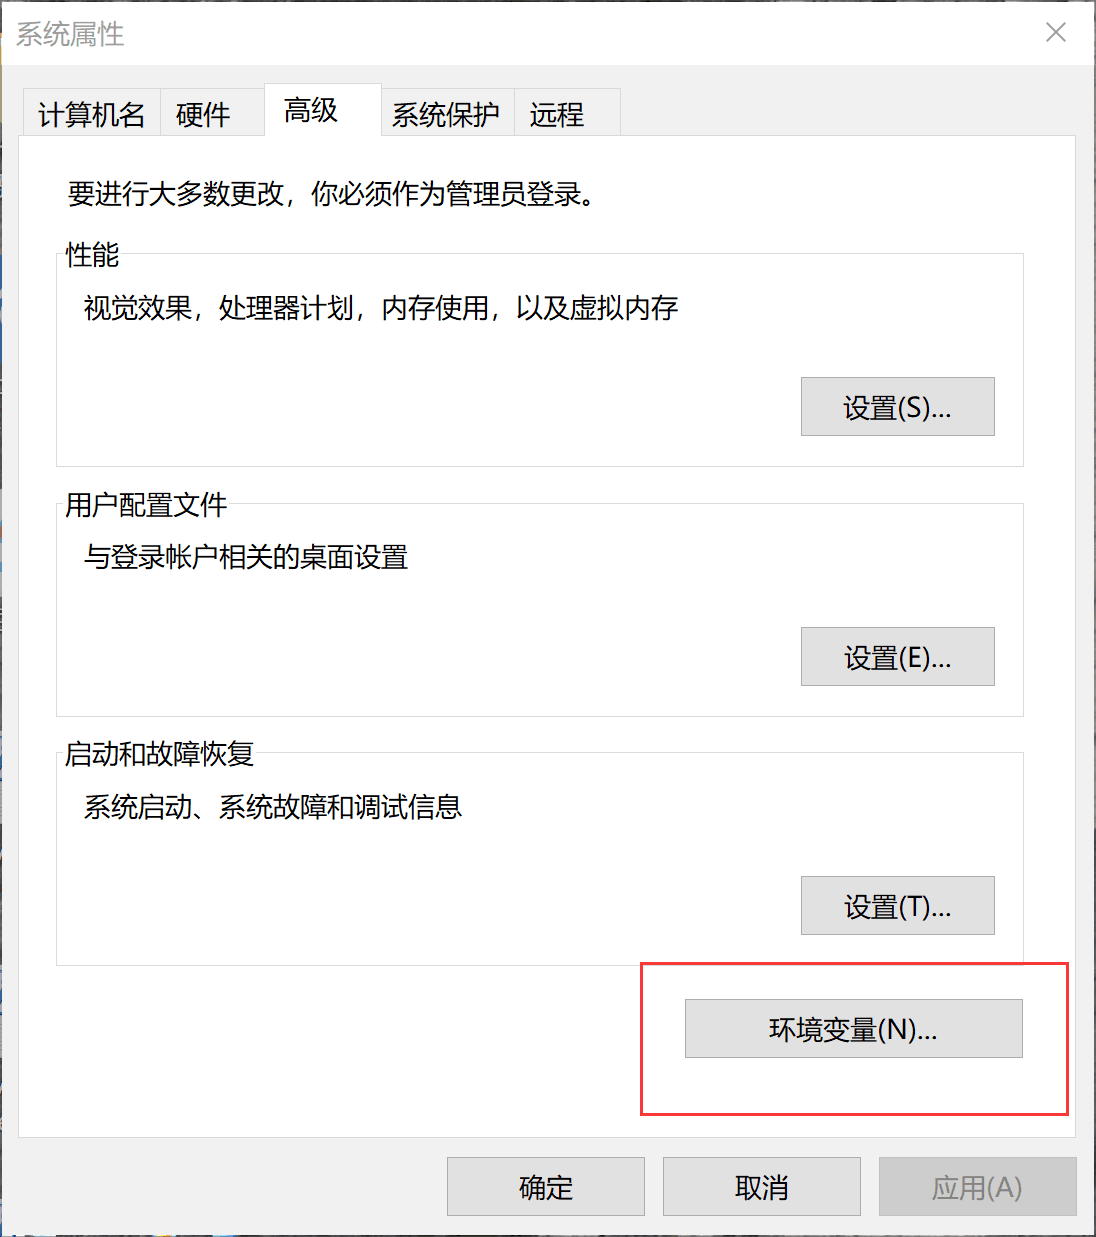 系统属性
计算机名 硬件 高级 系统保护 远程
要进行大多数更改，你必须作为管理员登录。
性能
视觉效果，处理器计划，内存使用，以及虚拟内存
设置(S)...
用户配置文件
与登录帐户相关的桌面设置
设置(E)...
启动和故障恢复
系统启动、系统故障和调试信息
设置(T)...
环境变量(N)...
确定 取消 应用(A)